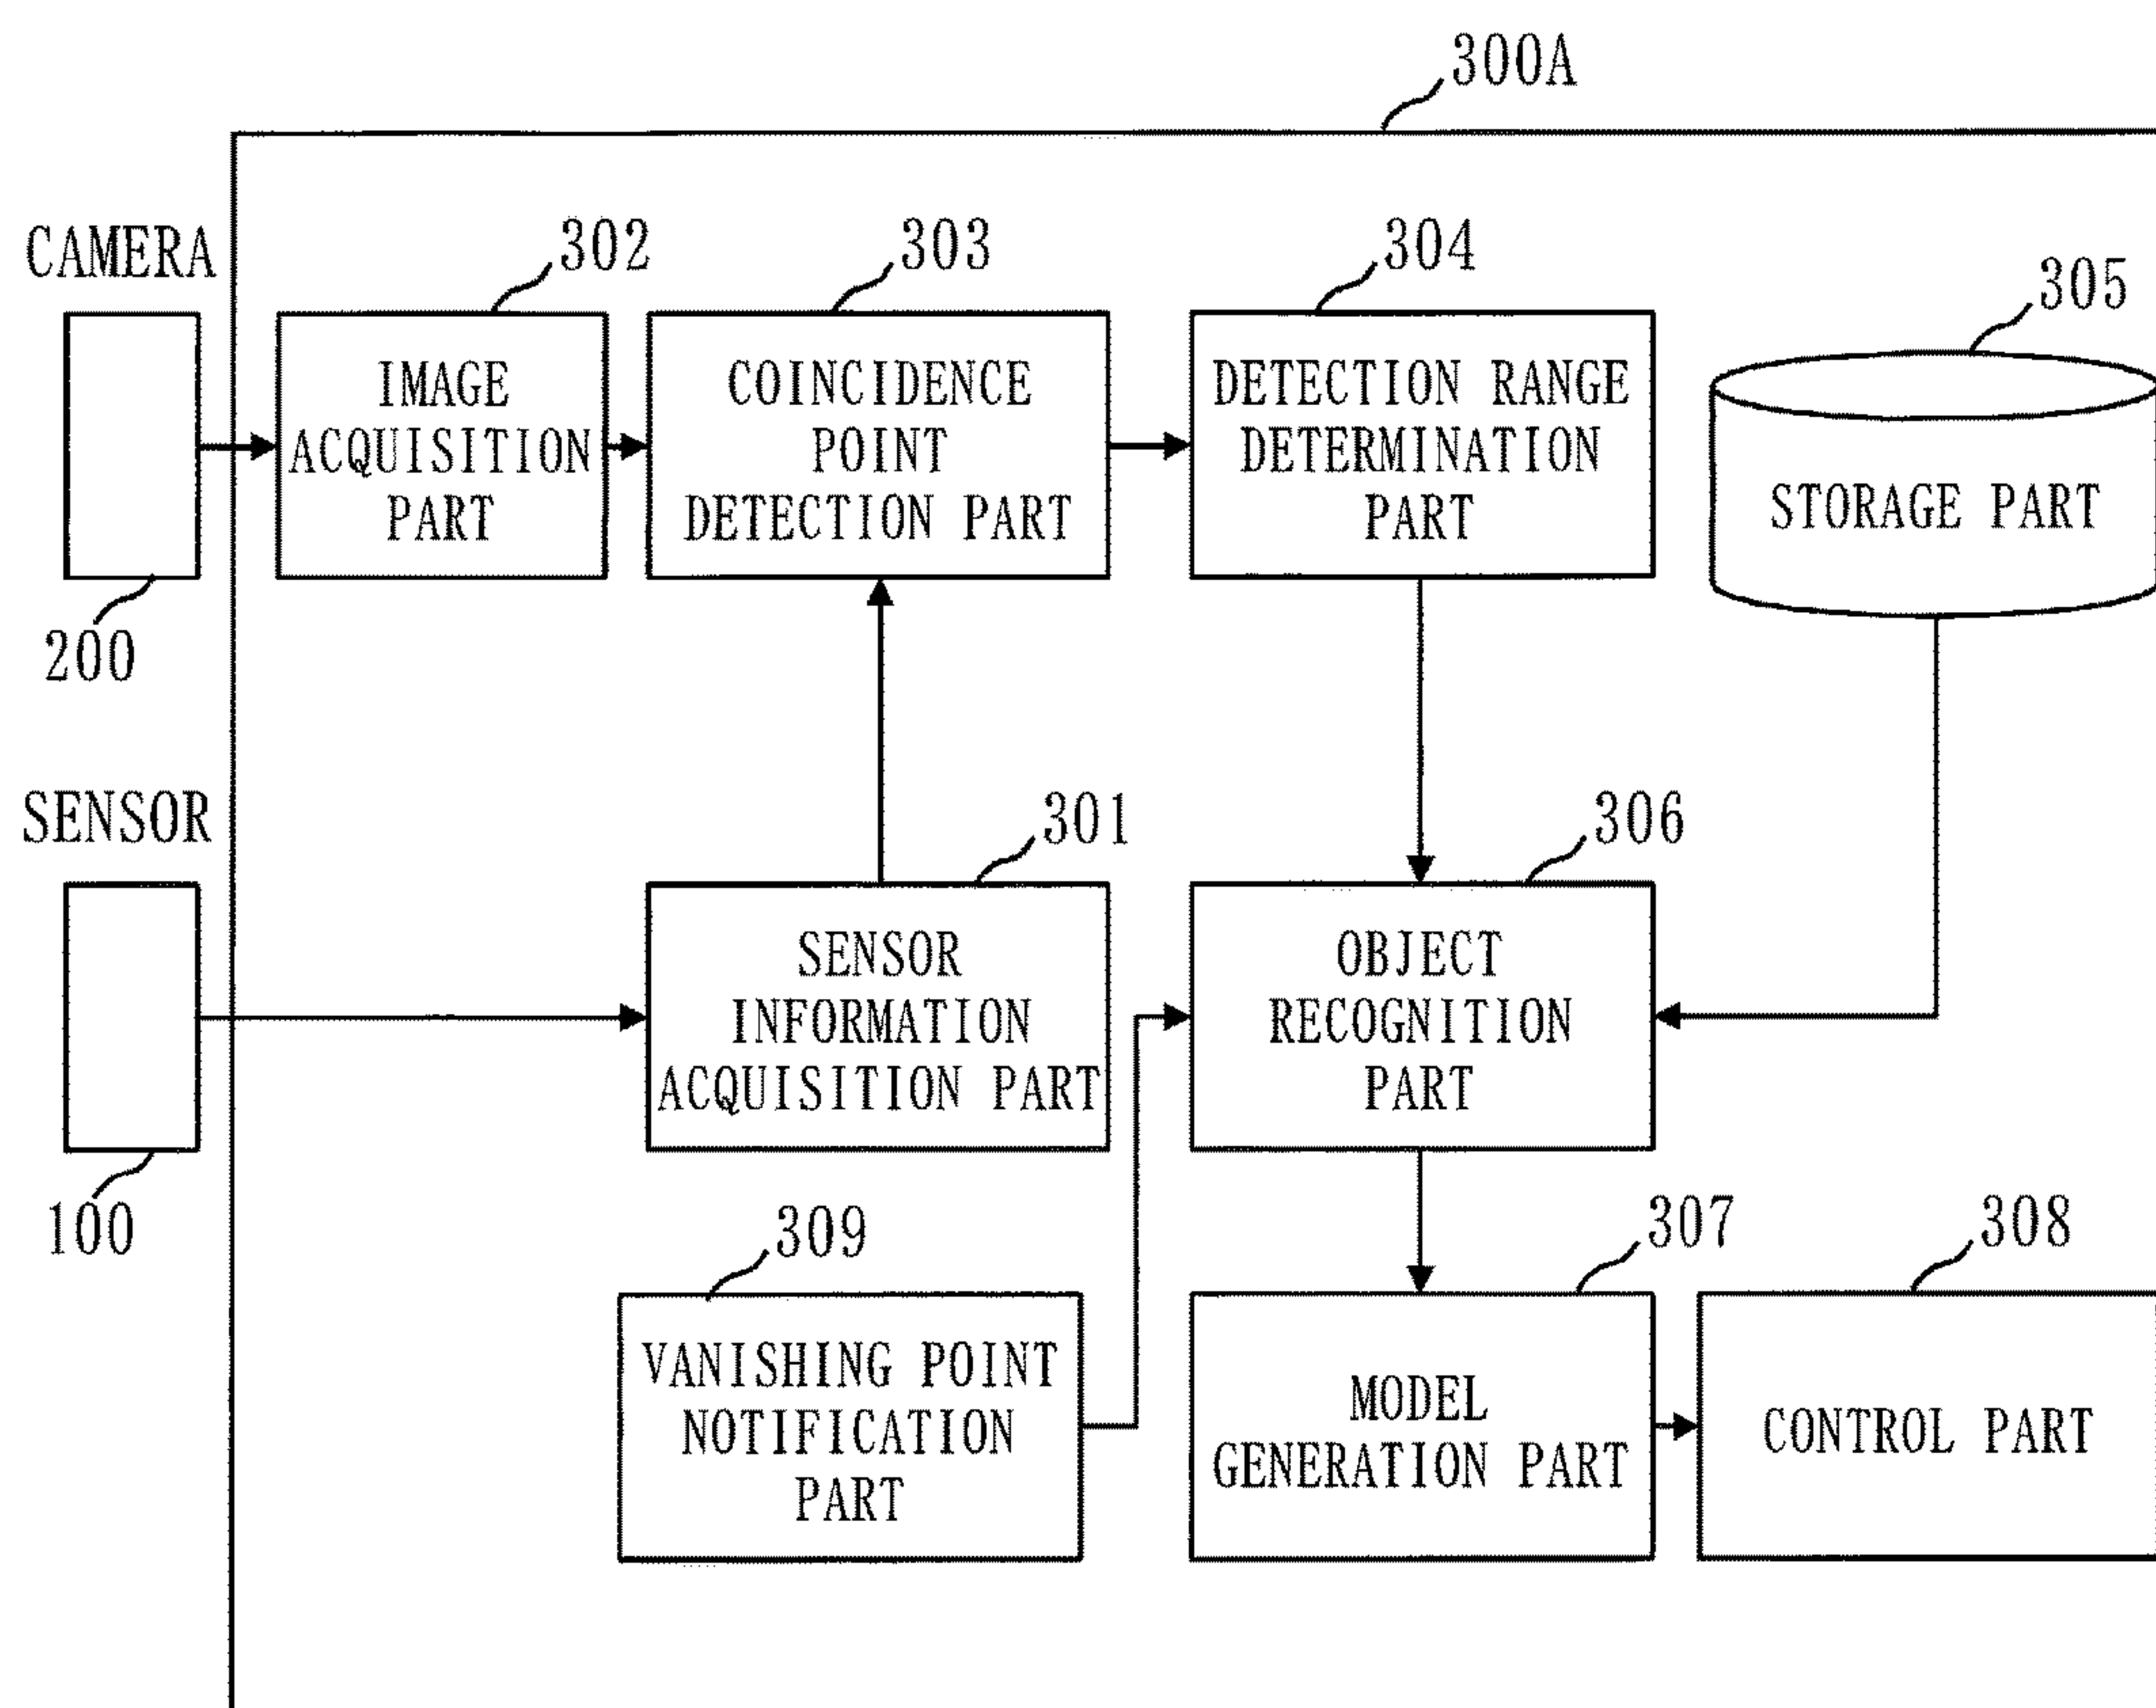 300A
CAMERA
302
303
304
305
IMAGE
ACQUISITION
PART
COINCIDENCE
POINT
DETECTION PART
DETECTION RANGE
DETERMINATION
PART
STORAGE PART
200
SENSOR
301
306
SENSOR
INFORMATION
ACQUISITION PART
OBJECT
RECOGNITION
PART
100
309
307
308
VANISHING POINT
NOTIFICATION
PART
MODEL
GENERATION PART
CONTROL PART